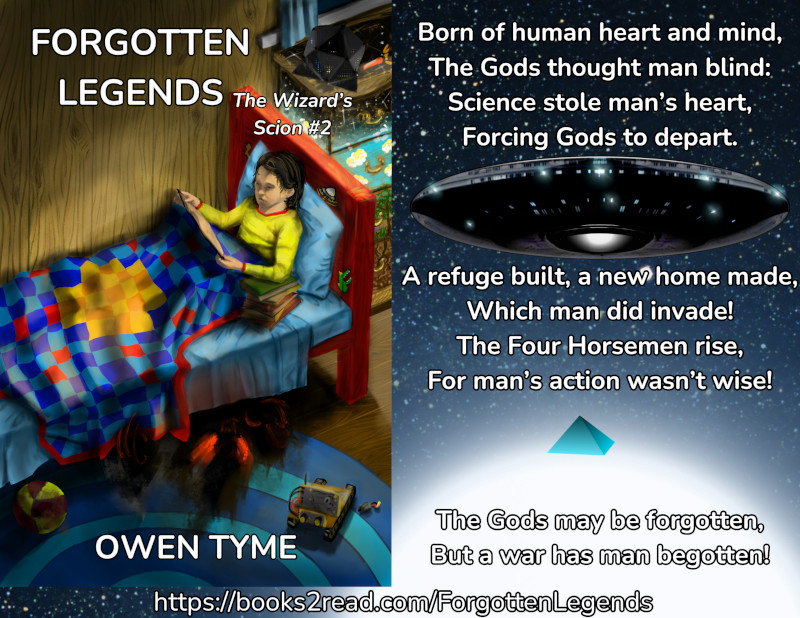 FORGOTTEN
LEGENDS
The Wizard's
Scion #2
OWEN TYME
Born of human heart and mind,
The Gods thought man blind:
Science stole man's heart,
Forcing Gods to depart.
A refuge built, a new home made,
Which man did invade!
The Four Horsemen rise,
For man's action wasn't wise!
The Gods may be forgotten,
But a war has man begotten!
https://books2read.com/ForgottenLegends